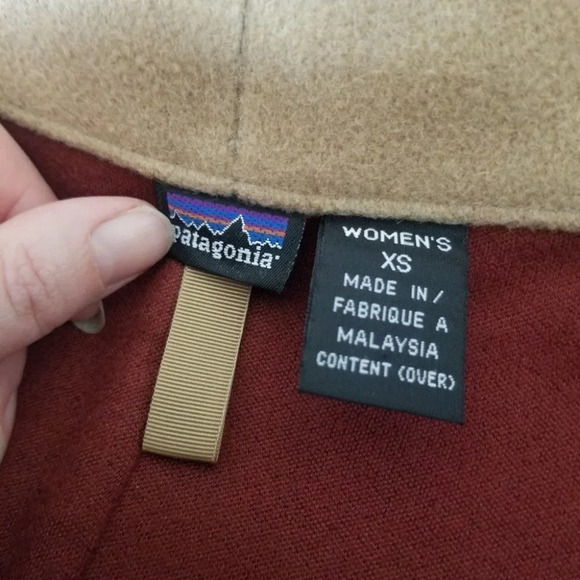 patagonia
WOMEN'S
XS
MADE IN /
FABRIQUE A
MALAYSIA
CONTENT (OVER)